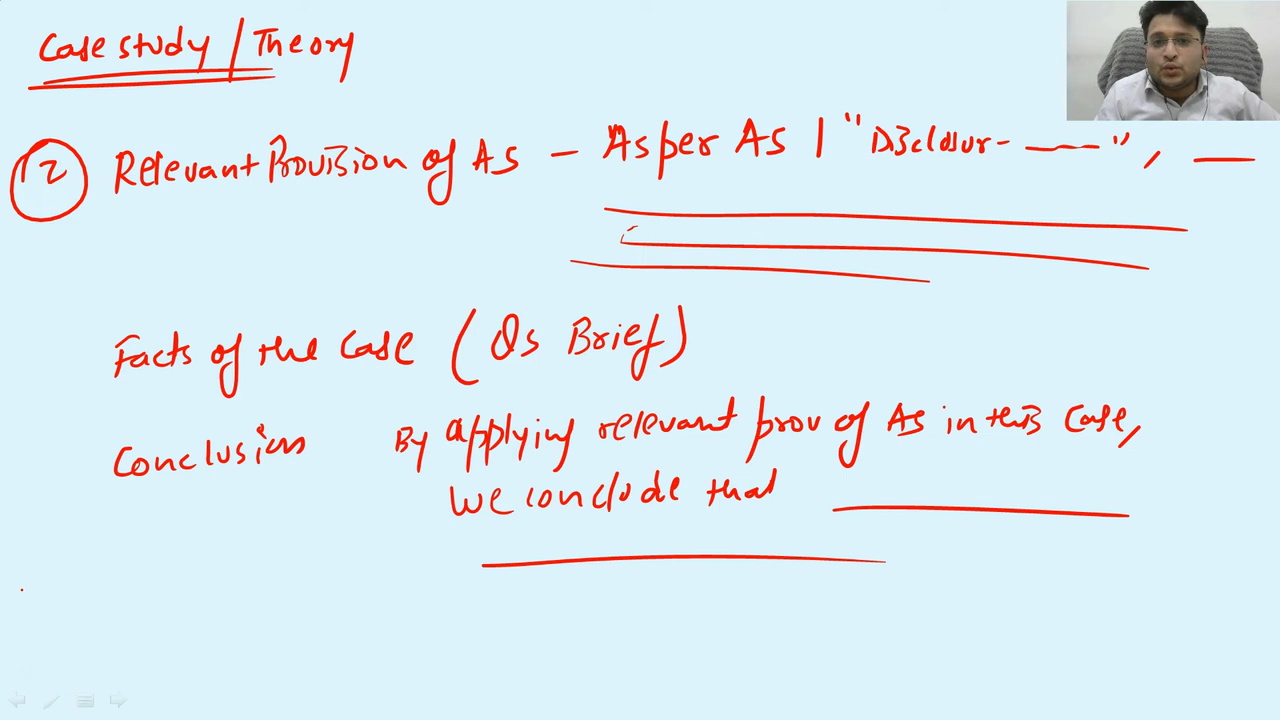 Case study / Theory
12 Relevant Provision of AS - As per AS 1 "Disclosur- ——", ——
Facts of the Case (Qs Brief)
Conclusion By applying relevant prov of AS in this Case,
we conclude that